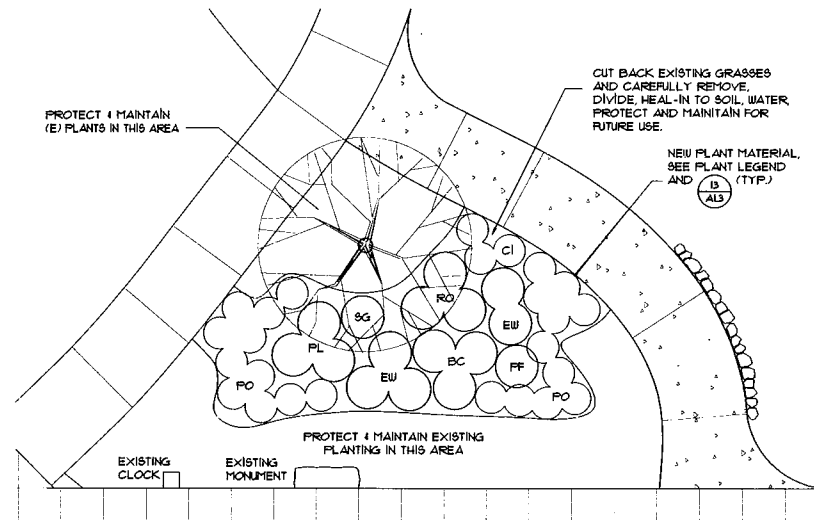 CUT BACK EXISTING GRASSES
AND CAREFULLY REMOVE,
DIVIDE, HEAL-IN TO SOIL, WATER,
PROTECT AND MAINITAIN FOR
FUTURE USE.
PROTECT & MAINTAIN
(E) PLANTS IN THIS AREA
NEW PLANT MATERIAL,
SEE PLANT LEGEND
AND 13 (TYP.)
AL3
CI
RO
SG
EW
PL
BC
PF
EW
PO
PO
PROTECT & MAINTAIN EXISTING
PLANTING IN THIS AREA
EXISTING
CLOCK
EXISTING
MONUMENT